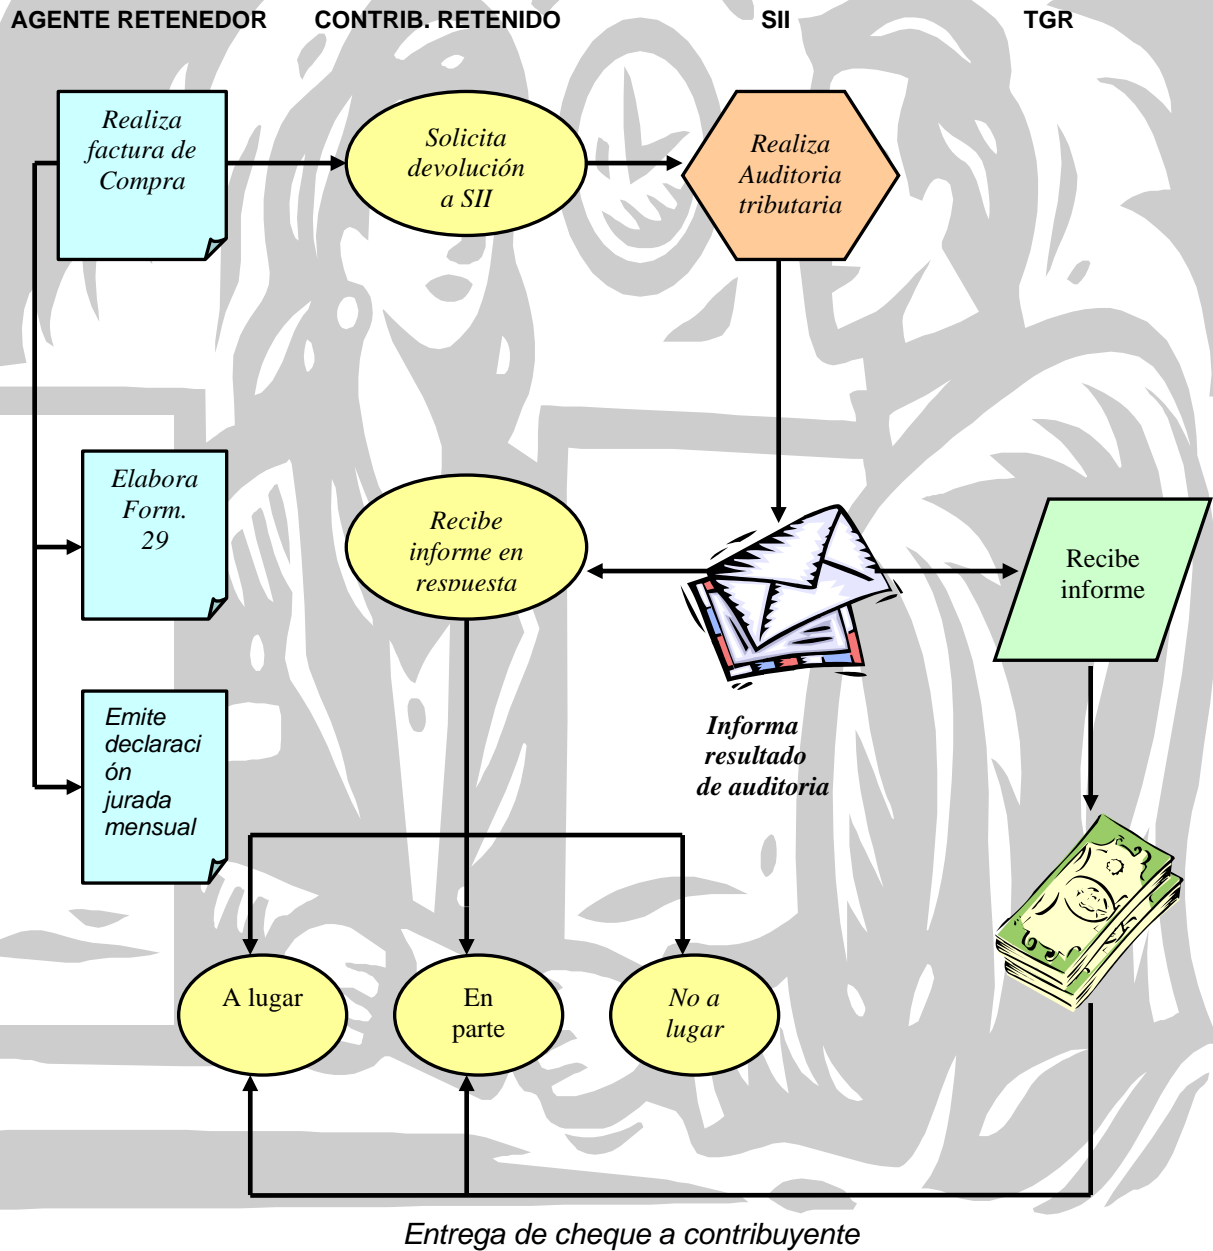 AGENTE RETENEDOR CONTRIB. RETENIDO SII TGR
Realiza
factura de
Compra
Solicita
devolución
a SII
Realiza
Auditoria
tributaria
Elabora
Form.
29
Recibe
informe en
respuesta
Recibe
informe
Emite
declaraci
ón
jurada
mensual
Informa
resultado
de auditoria
A lugar
En
parte
No a
lugar
Entrega de cheque a contribuyente